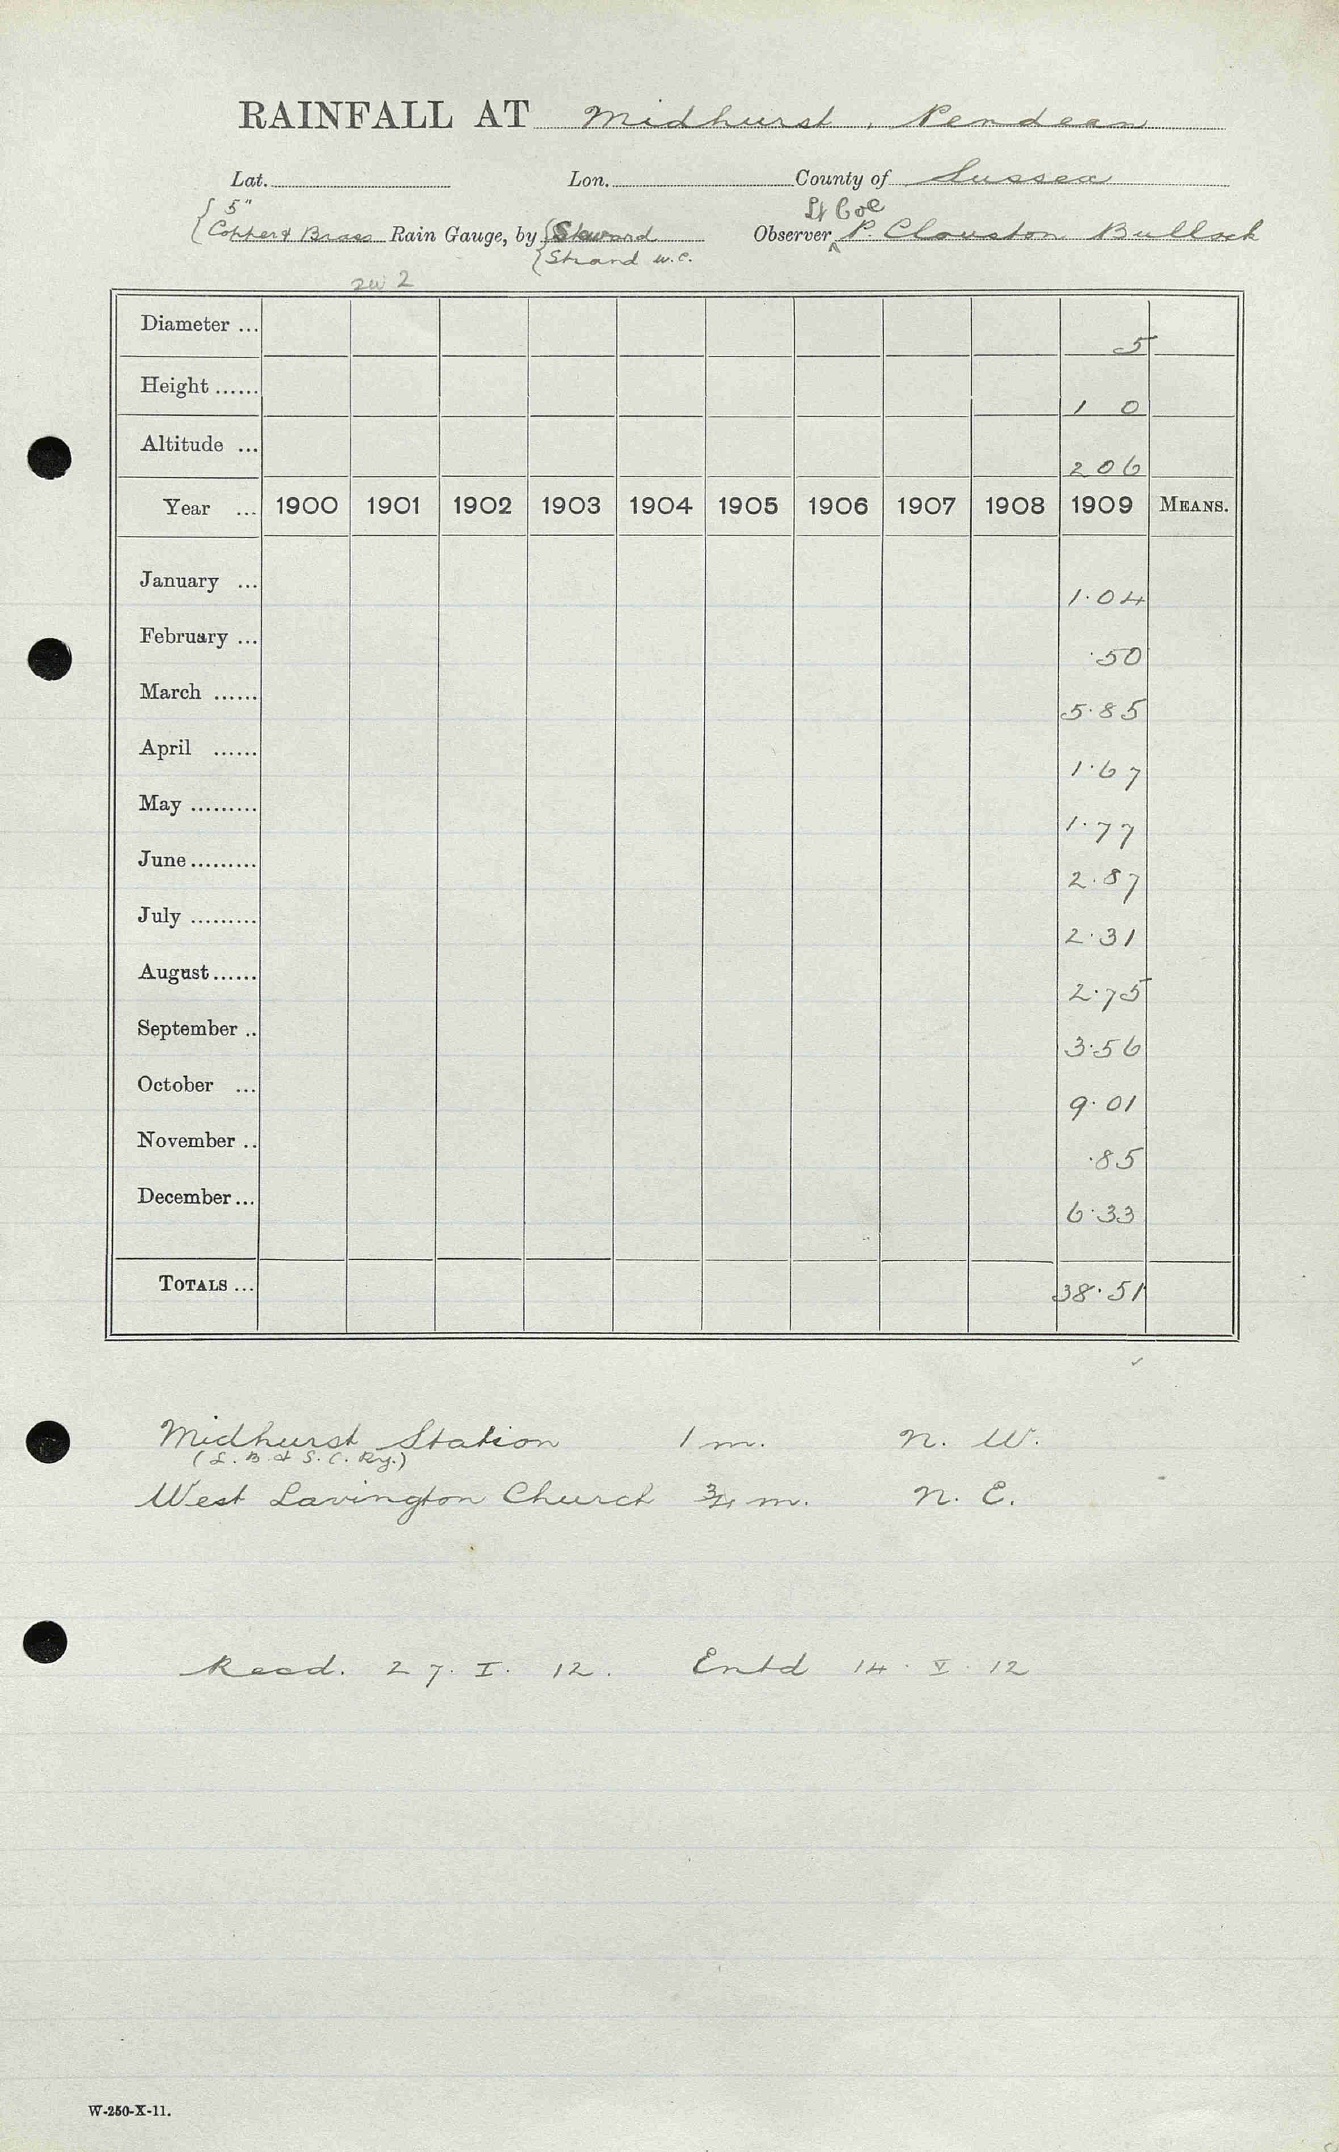 RAINFALL AT Midhurst, Pendean
Lat. Lon. County of Sussex
{ 5" Lt Col
{ Copper & Brass Rain Gauge, by { Steward Observer P. Clouston Bullock
{ Strand W.C.
2W 2
Diameter ... 5
Height ...... 1 0
Altitude ... 206
Year ... 1900 1901 1902 1903 1904 1905 1906 1907 1908 1909 MEANS.
January ... 1.04
February ... .50
March ...... 5.85
April ...... 1.67
May ......... 1.77
June ......... 2.87
July ......... 2.31
August ...... 2.75
September .. 3.56
October ... 9.01
November .. .85
December ... 6.33
TOTALS ... 38.51
Midhurst Station 1 m. N. W.
(L. B. & S. C. Ry.)
West Lavington Church 3/4 m. N. E.
Recd. 27. I. 12. Entd 14. V. 12
W-250-X-11.